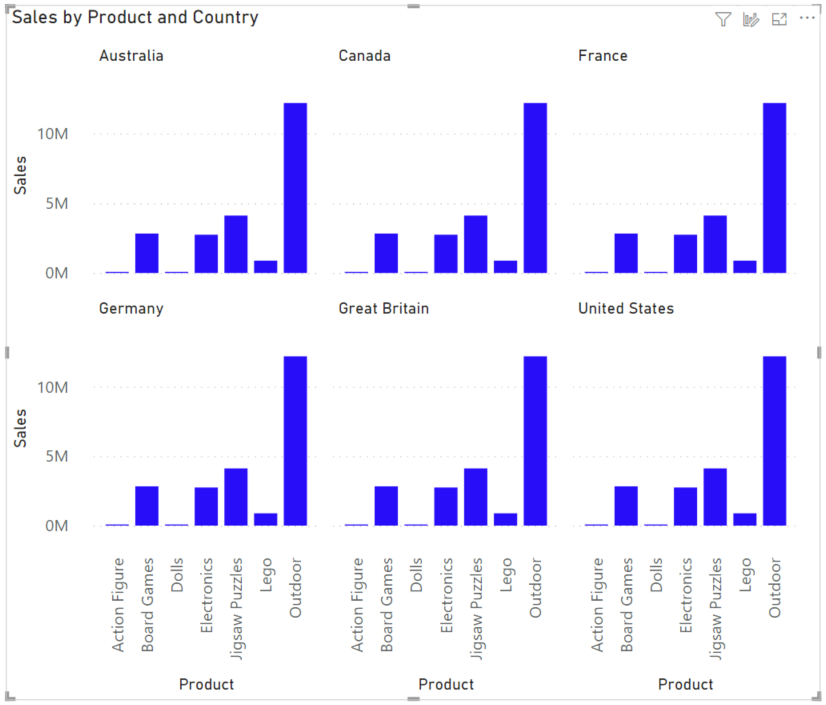 Sales by Product and Country
Australia
Canada
France
10M
5M
0M
Sales
Germany
Great Britain
United States
10M
5M
0M
Sales
Action Figure
Board Games
Dolls
Electronics
Jigsaw Puzzles
Lego
Outdoor
Action Figure
Board Games
Dolls
Electronics
Jigsaw Puzzles
Lego
Outdoor
Action Figure
Board Games
Dolls
Electronics
Jigsaw Puzzles
Lego
Outdoor
Product
Product
Product